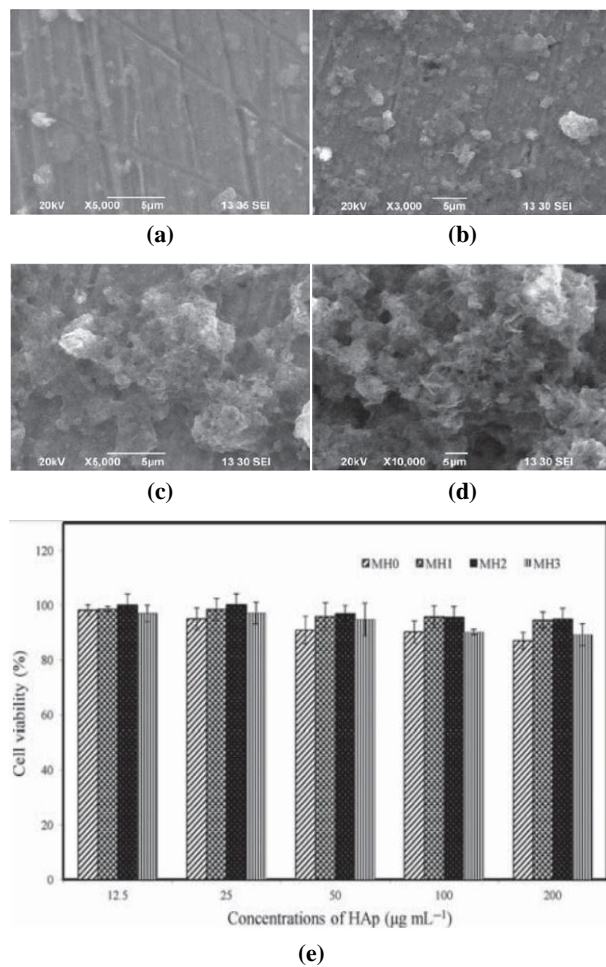 20kV X5,000 5µm 13 35 SEI
20kV X3,000 5µm 13 30 SEI
(a)
(b)
20kV X5,000 5µm 13 30 SEI
20kV X10,000 5µm 13 30 SEI
(c)
(d)
MH0 MH1 MH2 MH3
120
100
80
60
40
20
0
Cell viability (%)
12.5 25 50 100 200
Concentrations of HAp (µg mL⁻¹)
(e)